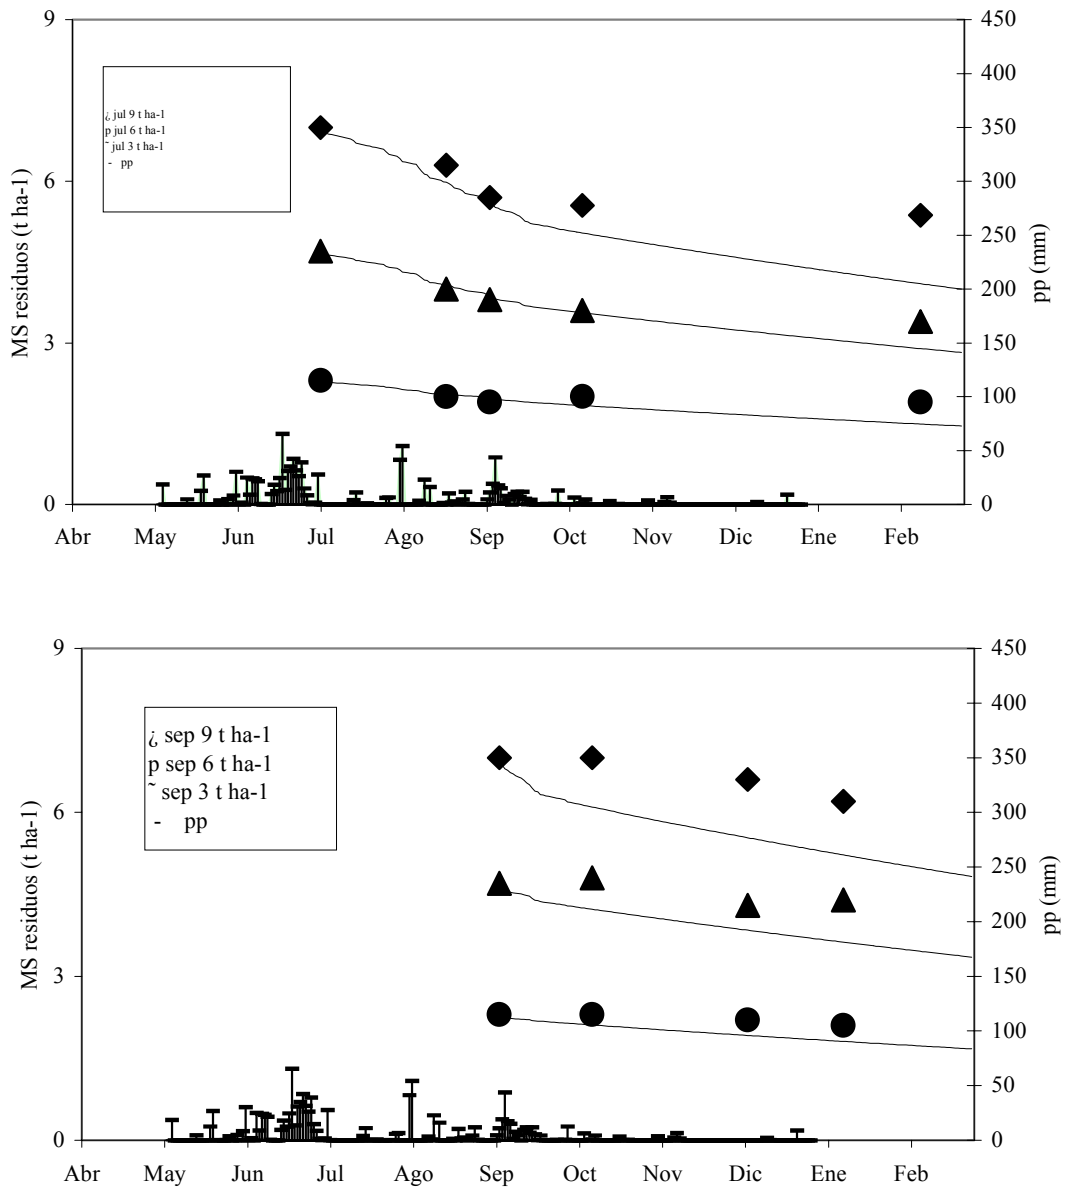 9
6
3
0
MS residuos (t ha-1)
¿ jul 9 t ha-1
p jul 6 t ha-1
˜ jul 3 t ha-1
- pp
450
400
350
300
250
200
150
100
50
0
pp (mm)
Abr May Jun Jul Ago Sep Oct Nov Dic Ene Feb
9
6
3
0
MS residuos (t ha-1)
¿ sep 9 t ha-1
p sep 6 t ha-1
˜ sep 3 t ha-1
- pp
450
400
350
300
250
200
150
100
50
0
pp (mm)
Abr May Jun Jul Ago Sep Oct Nov Dic Ene Feb